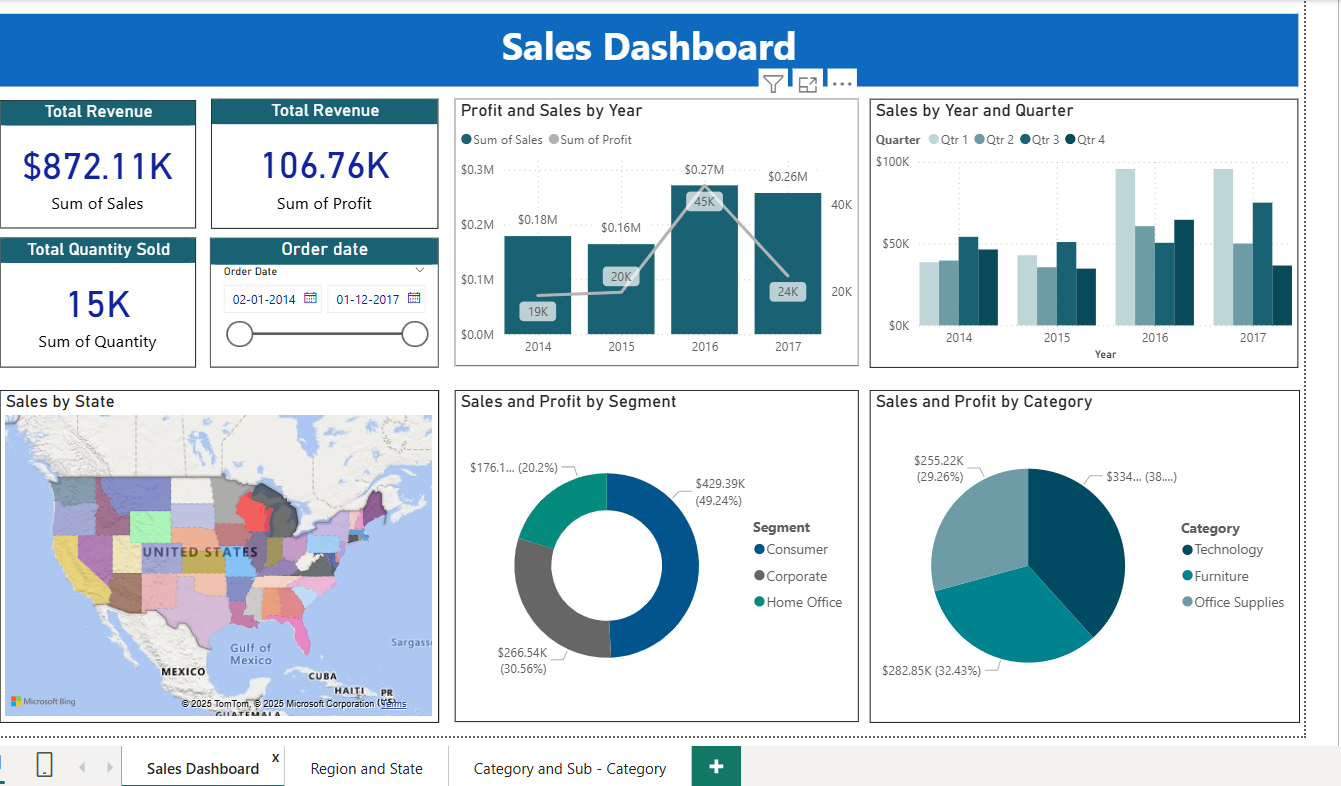 Sales Dashboard
Total Revenue
$872.11K
Sum of Sales
Total Revenue
106.76K
Sum of Profit
Total Quantity Sold
15K
Sum of Quantity
Order date
Order Date
02-01-2014
01-12-2017
Profit and Sales by Year
Sum of Sales
Sum of Profit
$0.3M
$0.2M
$0.1M
$0.0M
$0.18M
$0.16M
$0.27M
$0.26M
19K
20K
45K
24K
40K
20K
2014
2015
2016
2017
Sales by Year and Quarter
Quarter
Qtr 1
Qtr 2
Qtr 3
Qtr 4
$100K
$50K
$0K
2014
2015
2016
2017
Year
Sales by State
UNITED STATES
Gulf of
Mexico
Sargass
MEXICO
CUBA
HAITI
PR
GUATEMALA
Microsoft Bing
© 2025 TomTom, © 2025 Microsoft Corporation
Terms
Sales and Profit by Segment
$176.1... (20.2%)
$429.39K
(49.24%)
$266.54K
(30.56%)
Segment
Consumer
Corporate
Home Office
Sales and Profit by Category
$255.22K
(29.26%)
$334... (38....)
$282.85K (32.43%)
Category
Technology
Furniture
Office Supplies
Sales Dashboard
x
Region and State
Category and Sub - Category
+